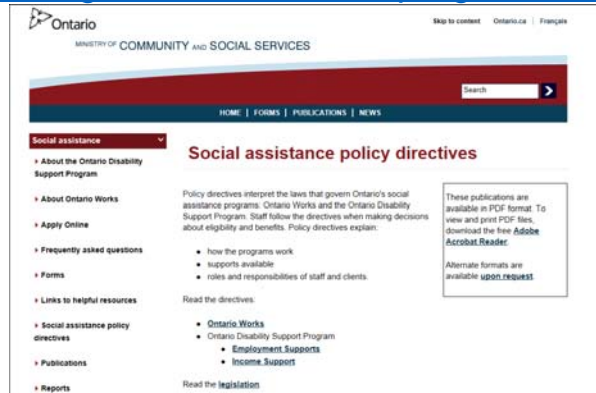 Ontario
Skip to content Ontario.ca | Français
MINISTRY OF COMMUNITY AND SOCIAL SERVICES
Search
HOME | FORMS | PUBLICATIONS | NEWS
Social assistance
About the Ontario Disability
Support Program
About Ontario Works
Apply Online
Frequently asked questions
Forms
Links to helpful resources
Social assistance policy
directives
Publications
Reports
Social assistance policy directives
Policy directives interpret the laws that govern Ontario's social
assistance programs: Ontario Works and the Ontario Disability
Support Program. Staff follow the directives when making decisions
about eligibility and benefits. Policy directives explain:
how the programs work
supports available
roles and responsibilities of staff and clients.
Read the directives:
Ontario Works
Ontario Disability Support Program
Employment Supports
Income Support
Read the legislation
These publications are
available in PDF format. To
view and print PDF files,
download the free Adobe
Acrobat Reader.
Alternate formats are
available upon request.